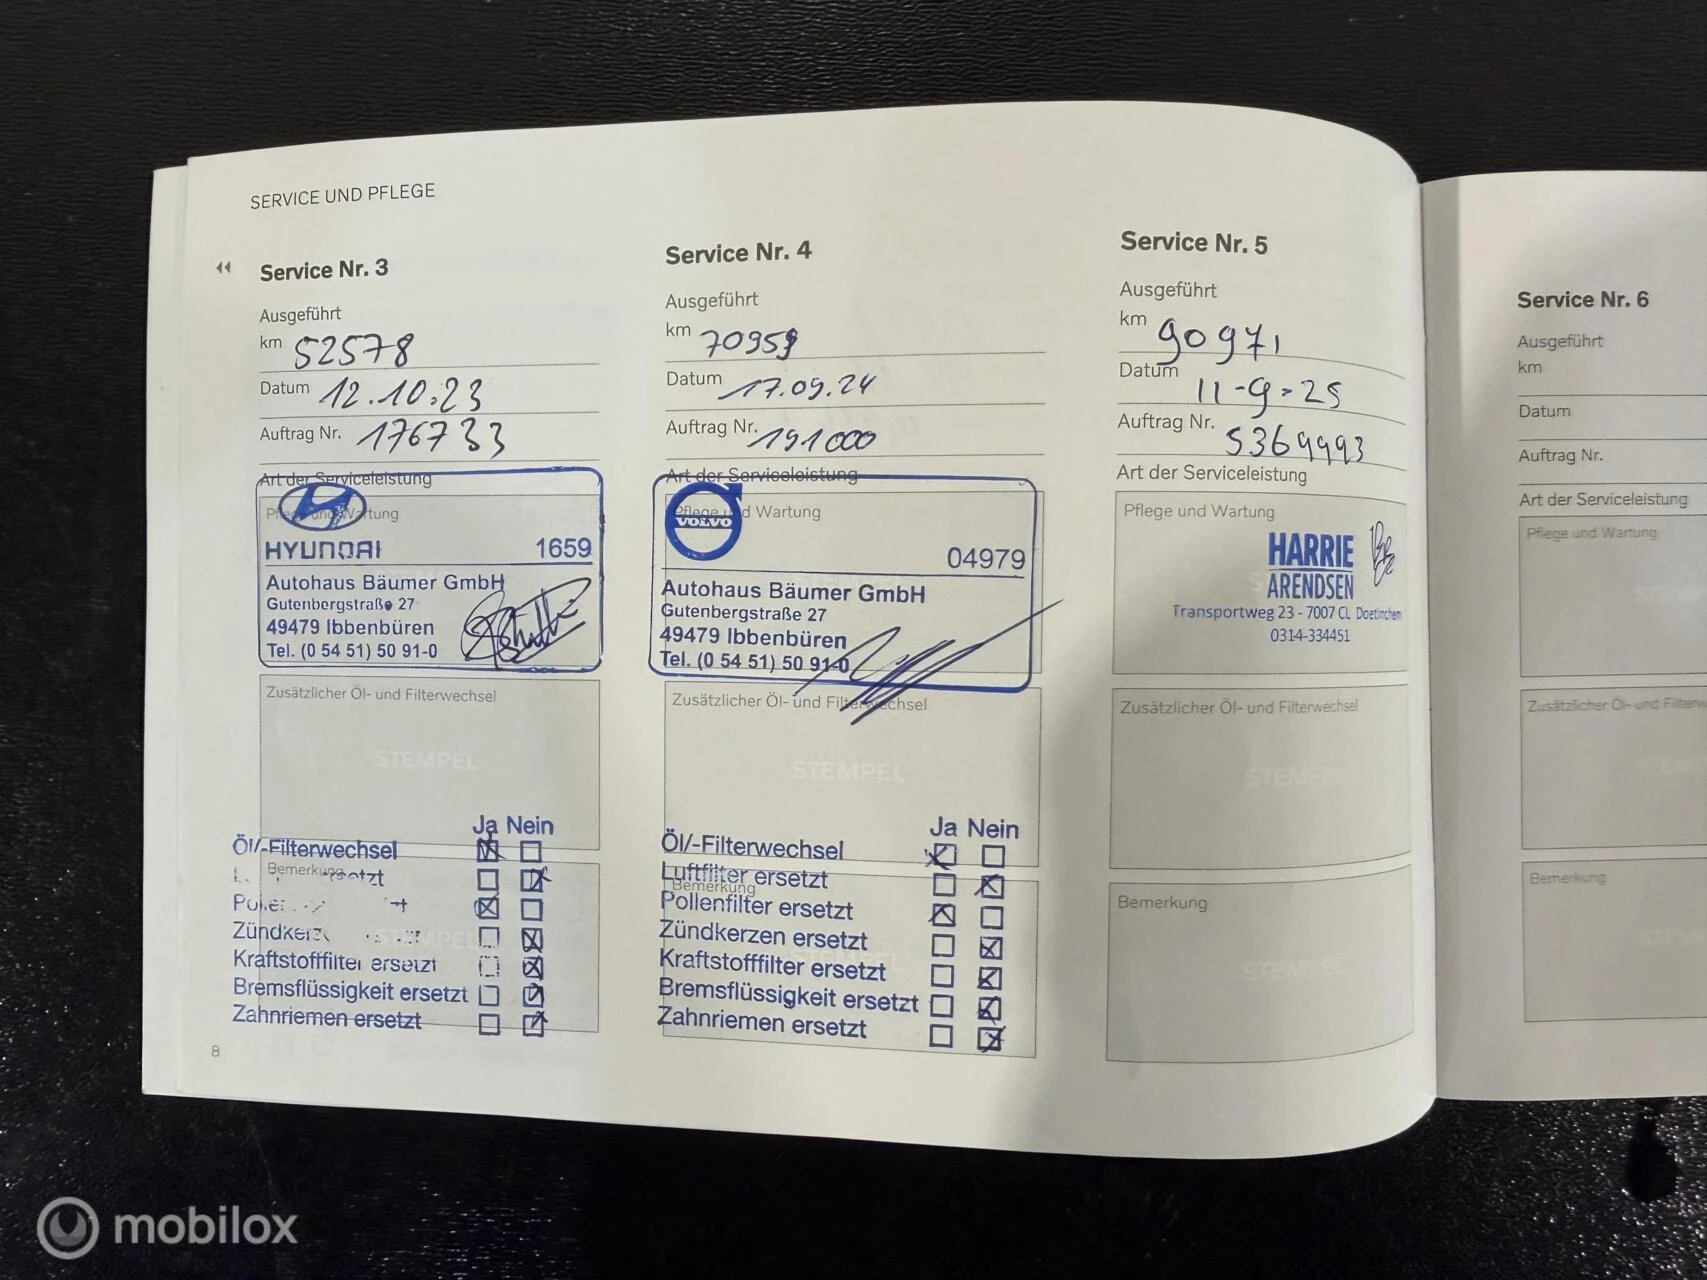 SERVICE UND PFLEGE
Service Nr. 3
Ausgeführt
km 52578
Datum 12.10.23
Auftrag Nr. 176733
Art der Serviceleistung
Pflege und Wartung
HYUNDAI 1659
Autohaus Bäumer GmbH
Gutenbergstraße 27
49479 Ibbenbüren
Tel. (0 54 51) 50 91-0
Zusätzlicher Öl- und Filterwechsel
STEMPEL
Ja Nein
Öl/-Filterwechsel
Bemerkung
Zündkerz
STEMPEL
Kraftstofffilter ersetzt
Bremsflüssigkeit ersetzt
Zahnriemen ersetzt
8
Service Nr. 4
Ausgeführt
km 70959
Datum 17.09.24
Auftrag Nr. 191000
Art der Serviceleistung
Pflege und Wartung
VOLVO
04979
Autohaus Bäumer GmbH
Gutenbergstraße 27
49479 Ibbenbüren
Tel. (0 54 51) 50 91-0
Zusätzlicher Öl- und Filterwechsel
STEMPEL
Ja Nein
Öl/-Filterwechsel
Luftfilter ersetzt
Bemerkung
Pollenfilter ersetzt
Zündkerzen ersetzt
Kraftstofffilter ersetzt
Bremsflüssigkeit ersetzt
Zahnriemen ersetzt
Service Nr. 5
Ausgeführt
km 90971
Datum 11-9-25
Auftrag Nr. 5369993
Art der Serviceleistung
Pflege und Wartung
HARRIE
ARENDSEN
Transportweg 23 - 7007 CL Doetinchem
0314-334451
Zusätzlicher Öl- und Filterwechsel
STEMPEL
Bemerkung
STEMPEL
Service Nr. 6
Ausgeführt
km
Datum
Auftrag Nr.
Art der Serviceleistung
Pflege und Wartung
Zusätzlicher Öl- und
Bemerkung
mobilox